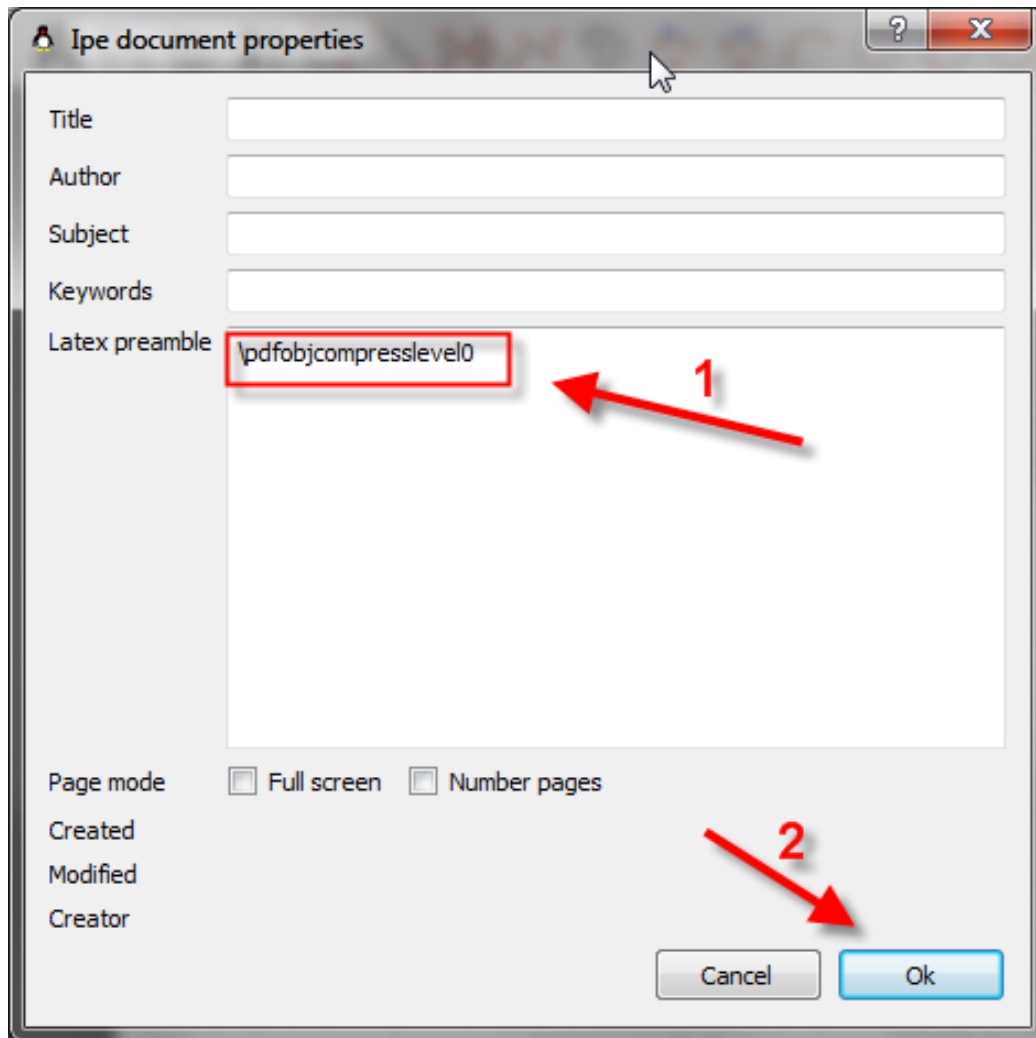 Ipe document properties
?
x
Title
Author
Subject
Keywords
Latex preamble
\pdfobjcompresslevel0
1
Page mode
Full screen
Number pages
Created
Modified
Creator
2
Cancel
Ok